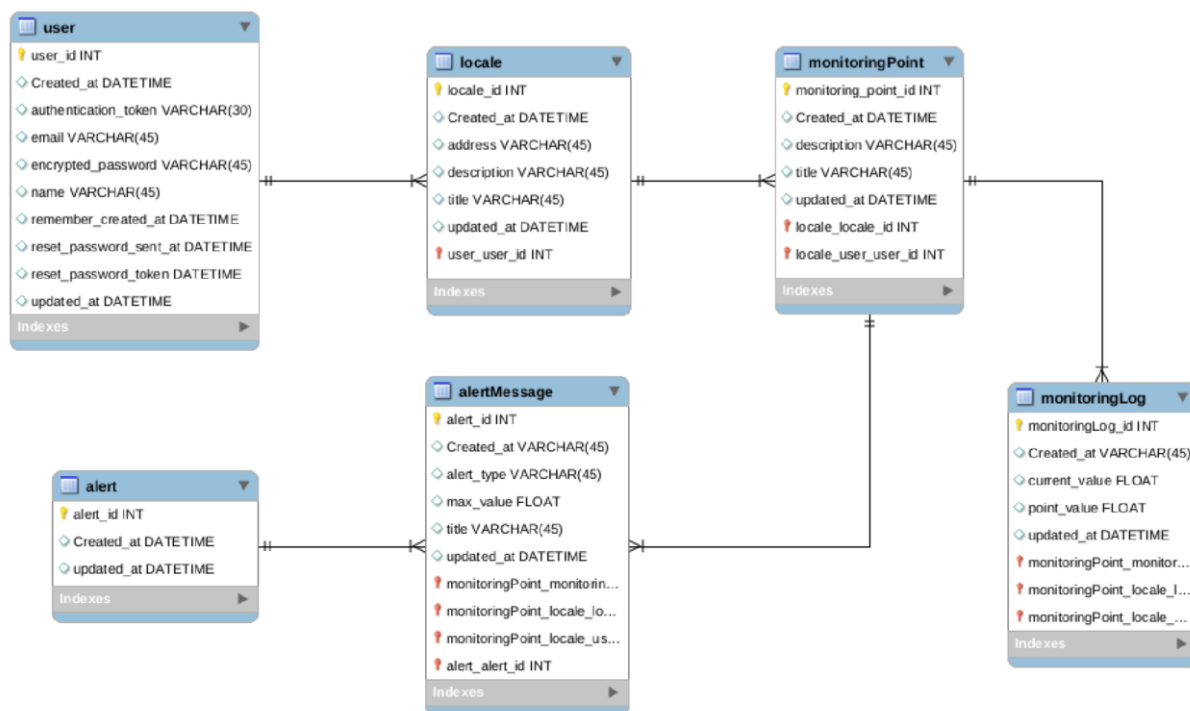 user
user_id INT
Created_at DATETIME
authentication_token VARCHAR(30)
email VARCHAR(45)
encrypted_password VARCHAR(45)
name VARCHAR(45)
remember_created_at DATETIME
reset_password_sent_at DATETIME
reset_password_token DATETIME
updated_at DATETIME
Indexes
locale
locale_id INT
Created_at DATETIME
address VARCHAR(45)
description VARCHAR(45)
title VARCHAR(45)
updated_at DATETIME
user_user_id INT
Indexes
monitoringPoint
monitoring_point_id INT
Created_at DATETIME
description VARCHAR(45)
title VARCHAR(45)
updated_at DATETIME
locale_locale_id INT
locale_user_user_id INT
Indexes
alert
alert_id INT
Created_at DATETIME
updated_at DATETIME
Indexes
alertMessage
alert_id INT
Created_at VARCHAR(45)
alert_type VARCHAR(45)
max_value FLOAT
title VARCHAR(45)
updated_at DATETIME
monitoringPoint_monitorin...
monitoringPoint_locale_lo...
monitoringPoint_locale_us...
alert_alert_id INT
Indexes
monitoringLog
monitoringLog_id INT
Created_at VARCHAR(45)
current_value FLOAT
point_value FLOAT
updated_at DATETIME
monitoringPoint_monitor...
monitoringPoint_locale_l...
monitoringPoint_locale_...
Indexes